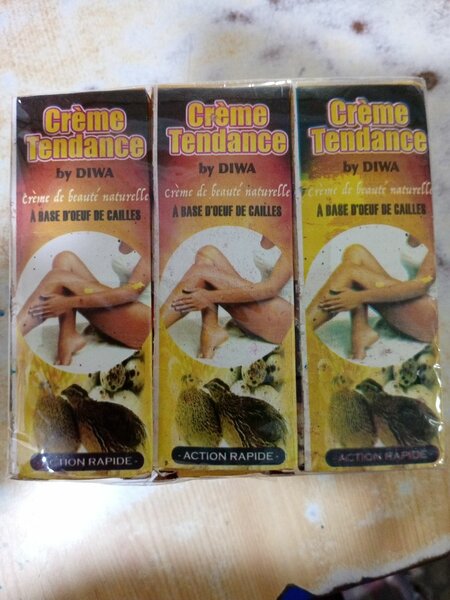 Crème
Tendance
by DIWA
Crème de beauté naturelle
À BASE D'OEUF DE CAILLES
- ACTION RAPIDE -
Crème
Tendance
by DIWA
Crème de beauté naturelle
À BASE D'OEUF DE CAILLES
- ACTION RAPIDE -
Crème
Tendance
by DIWA
Crème de beauté naturelle
À BASE D'OEUF DE CAILLES
- ACTION RAPIDE -